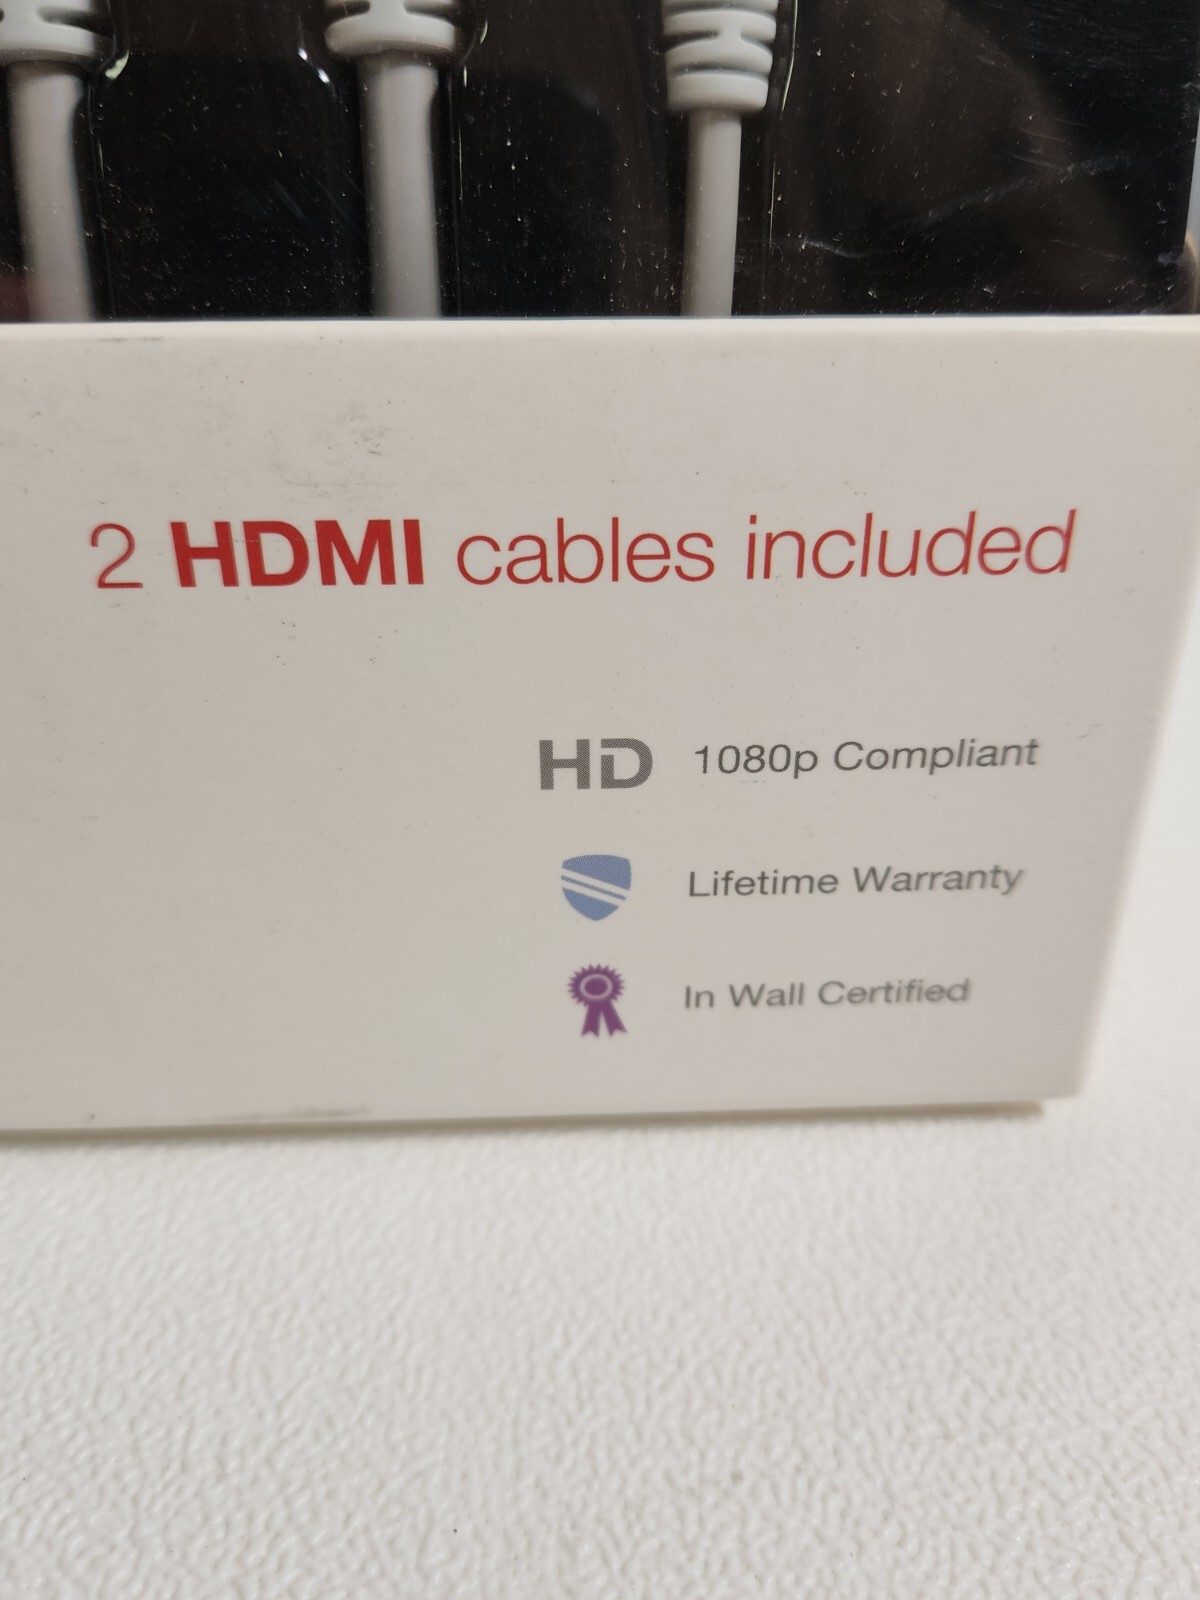 2 HDMI cables included
HD 1080p Compliant
Lifetime Warranty
In Wall Certified